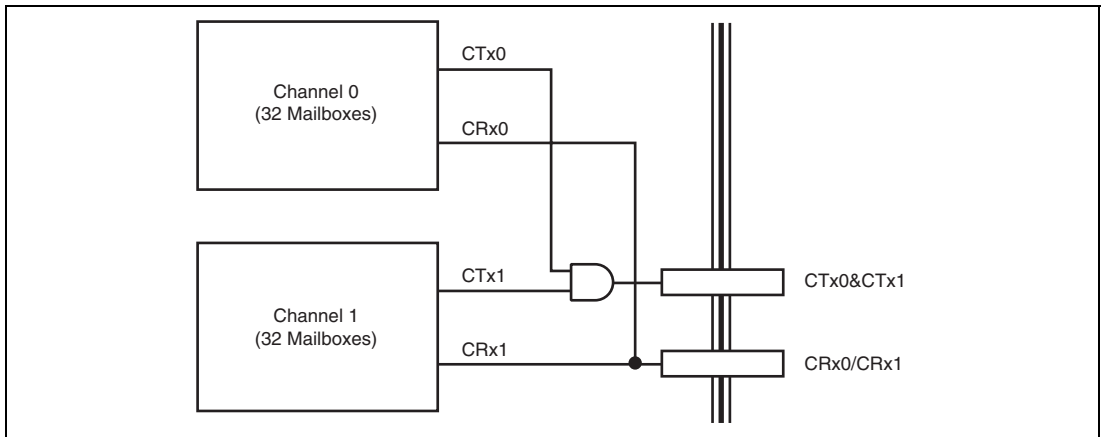 CTx0
Channel 0
(32 Mailboxes)
CRx0
CTx1
CTx0&CTx1
Channel 1
(32 Mailboxes)
CRx1
CRx0/CRx1